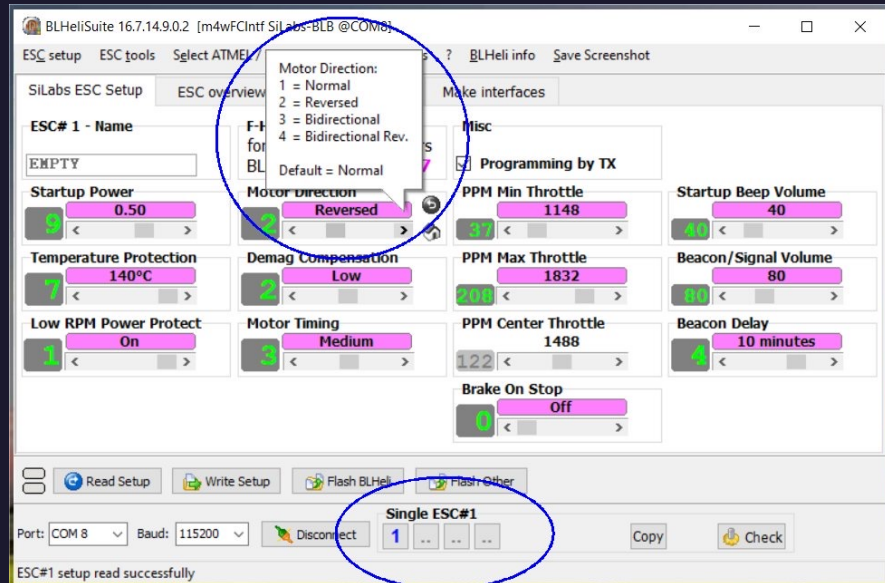 BLHeliSuite 16.7.14.9.0.2 [m4wFCIntf SiLabs-BLB @COM8]
ESC setup ESC tools Select ATMEL / s ? BLHeli info Save Screenshot
SiLabs ESC Setup ESC overview Make interfaces
Motor Direction:
1 = Normal
2 = Reversed
3 = Bidirectional
4 = Bidirectional Rev.
Default = Normal
ESC# 1 - Name
EMPTY
Misc
Programming by TX
Startup Power
9 0.50
Motor Direction
2 Reversed
PPM Min Throttle
37 1148
Startup Beep Volume
40 40
Temperature Protection
7 140°C
Demag Compensation
2 Low
PPM Max Throttle
208 1832
Beacon/Signal Volume
80 80
Low RPM Power Protect
1 On
Motor Timing
3 Medium
PPM Center Throttle
122 1488
Beacon Delay
4 10 minutes
Brake On Stop
0 Off
Read Setup Write Setup Flash BLHeli Flash Other
Single ESC#1
Port: COM 8 Baud: 115200 Disconnect 1 .. .. .. Copy Check
ESC#1 setup read successfully